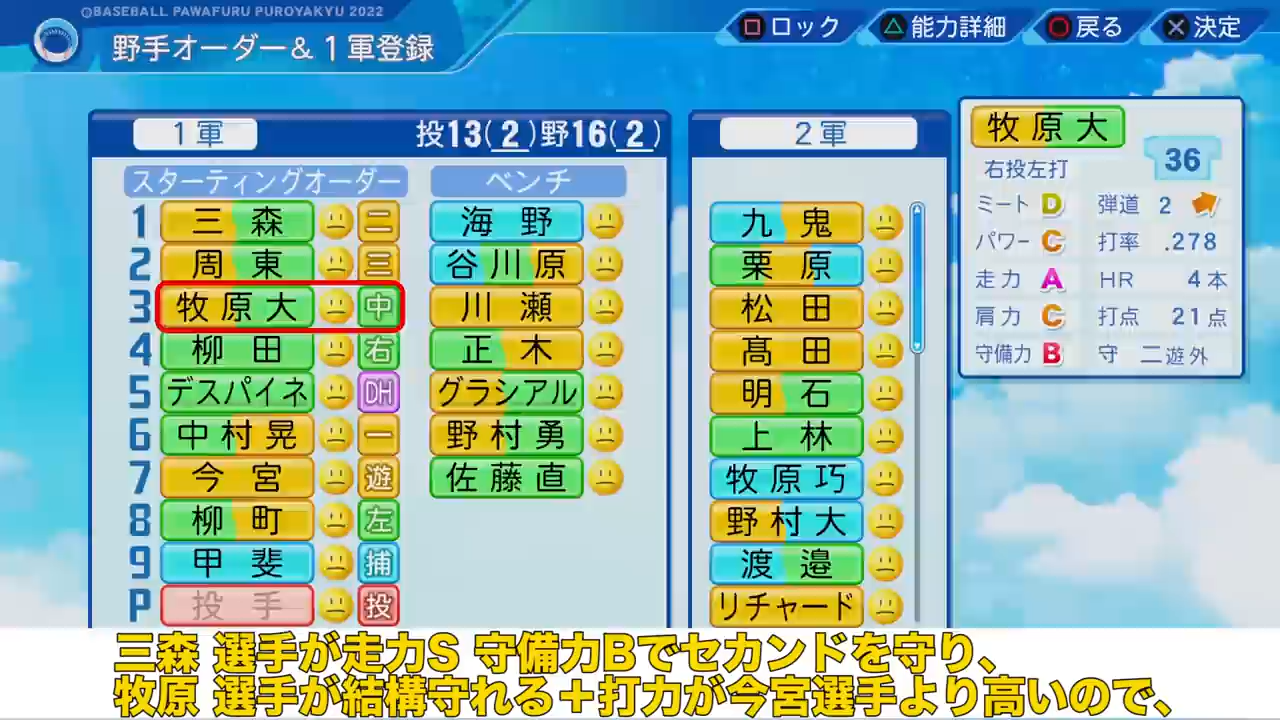 ©BASEBALL PAWAFURU PUROYAKYU 2022
野手オーダー&1軍登録
ロック 能力詳細 戻る 決定
1軍 投13(2)野16(2)
スターティングオーダー ベンチ
1 三森 二
2 周東 三
3 牧原大 中
4 柳田 右
5 デスパイネ DH
6 中村晃 一
7 今宮 遊
8 柳町 左
9 甲斐 捕
P 投手 投
海野
谷川原
川瀬
正木
グラシアル
野村勇
佐藤直
2軍
九鬼
栗原
松田
髙田
明石
上林
牧原巧
野村大
渡邉
リチャード
牧原大
右投左打 36
ミート D 弾道 2
パワー C 打率 .278
走力 A HR 4本
肩力 C 打点 21点
守備力 B 守 二遊外
三森 選手が走力S 守備力Bでセカンドを守り、
牧原 選手が結構守れる+打力が今宮選手より高いので、